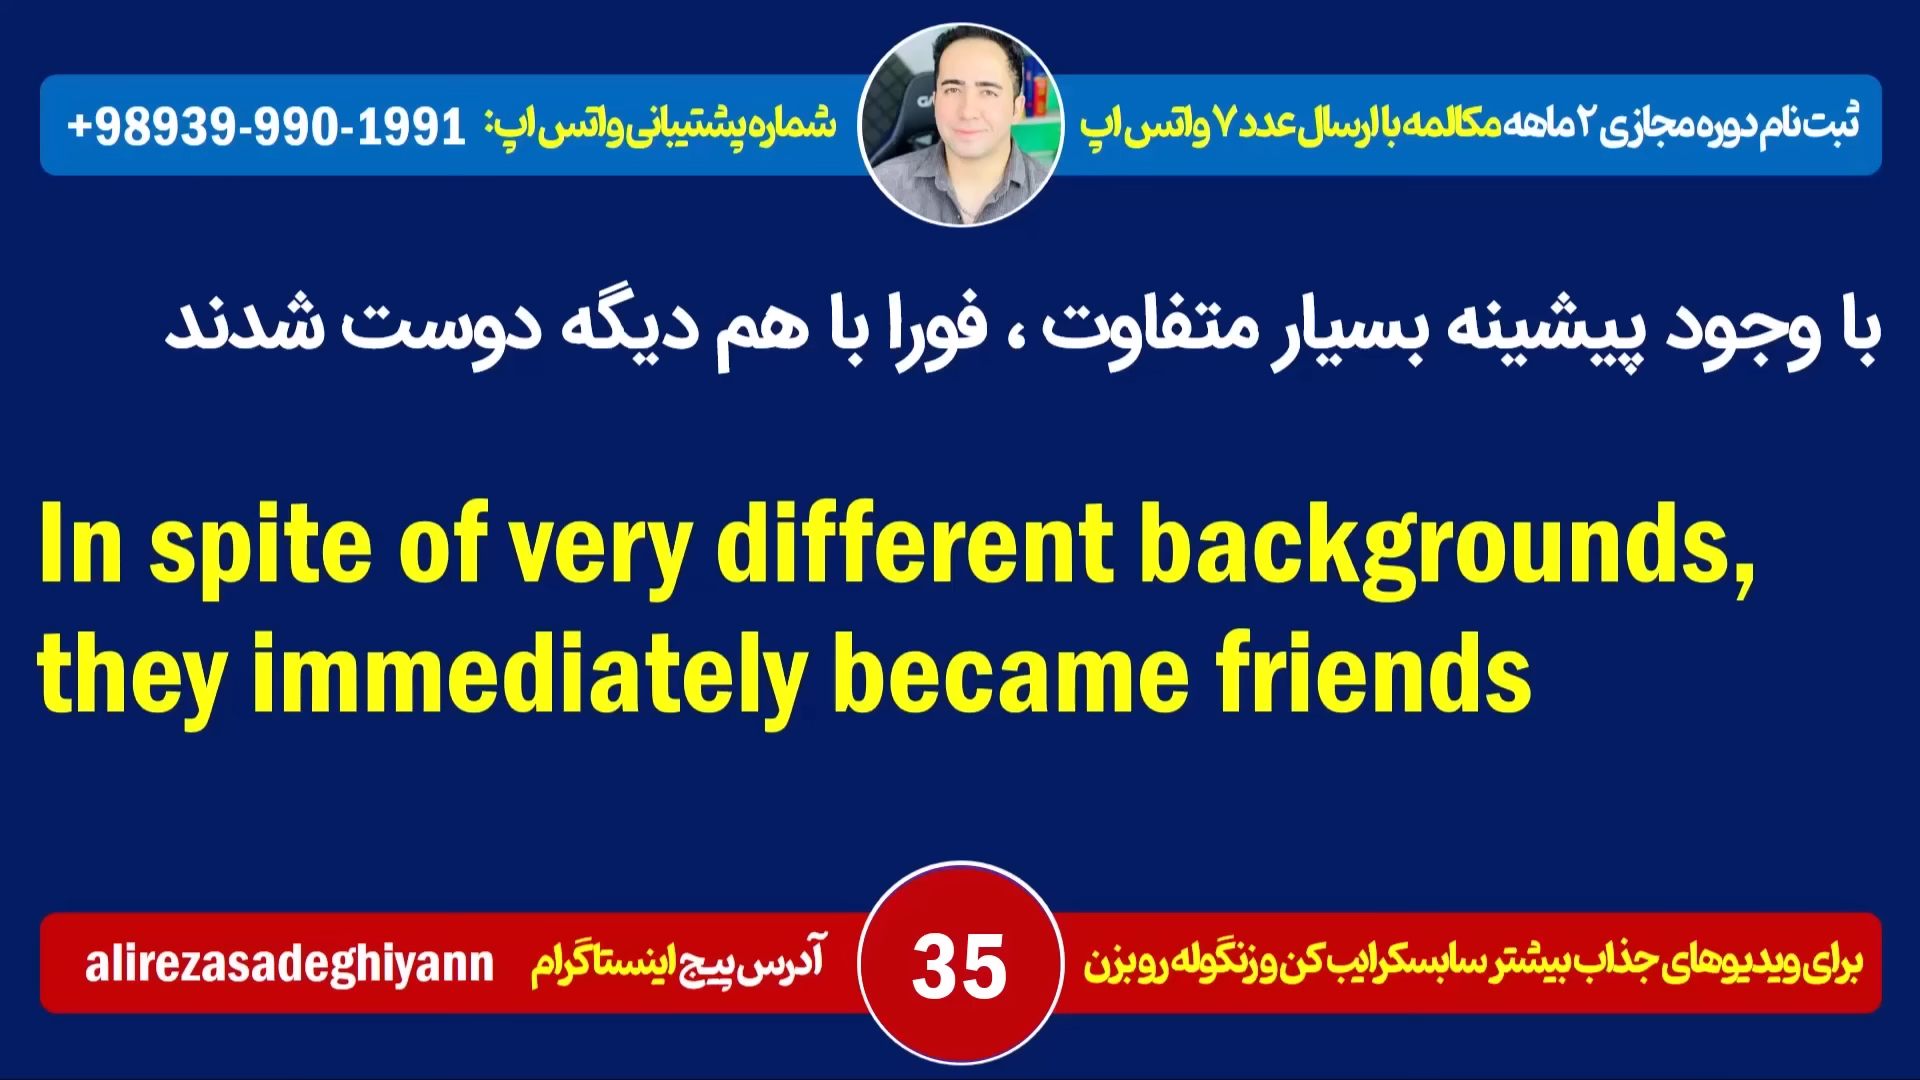 ثبت نام دوره مجازی ۲ ماهه مکالمه با ارسال عدد ۷ واتس اپ
شماره پشتیبانی واتس اپ: +98939-990-1991
با وجود پیشینه بسیار متفاوت ، فورا با هم دیگه دوست شدند
In spite of very different backgrounds,
they immediately became friends
برای ویدیوهای جذاب بیشتر سابسکرایب کن و زنگوله رو بزن
35
آدرس پیج اینستاگرام alirezasadeghiyann